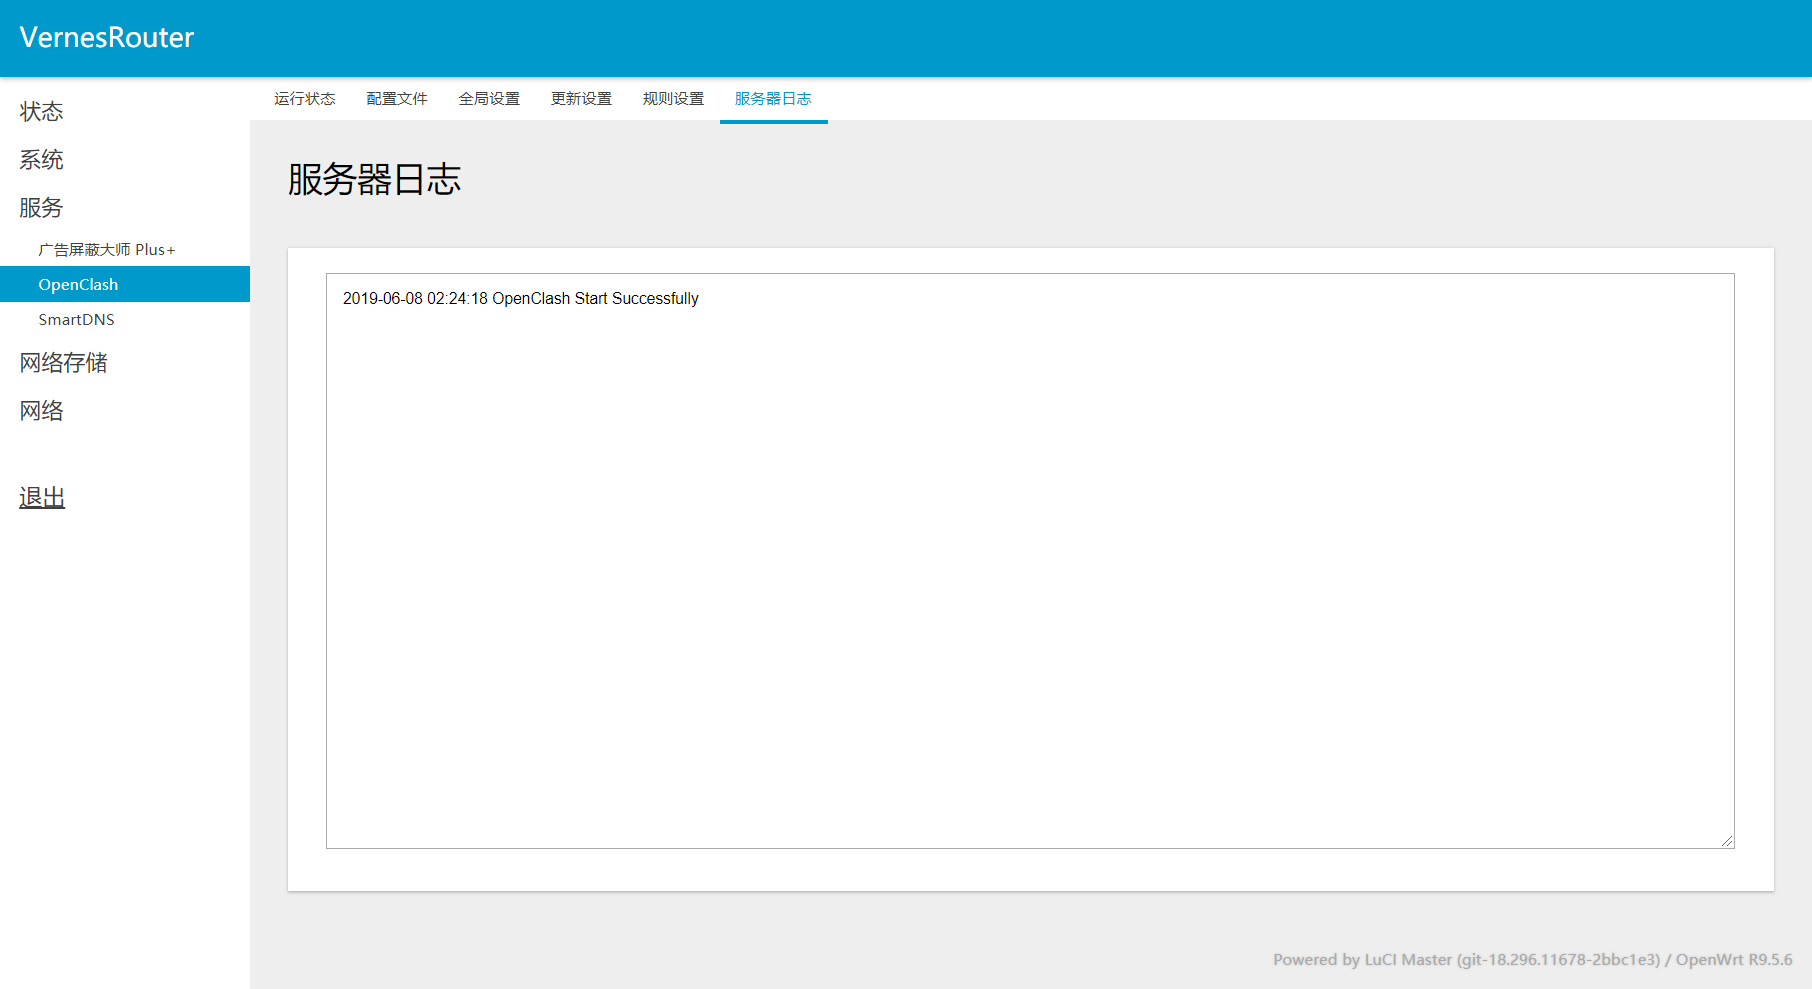 VernesRouter
状态
系统
服务
广告屏蔽大师 Plus+
OpenClash
SmartDNS
网络存储
网络
退出
运行状态 配置文件 全局设置 更新设置 规则设置 服务器日志
服务器日志
2019-06-08 02:24:18 OpenClash Start Successfully
Powered by LuCI Master (git-18.296.11678-2bbc1e3) / OpenWrt R9.5.6